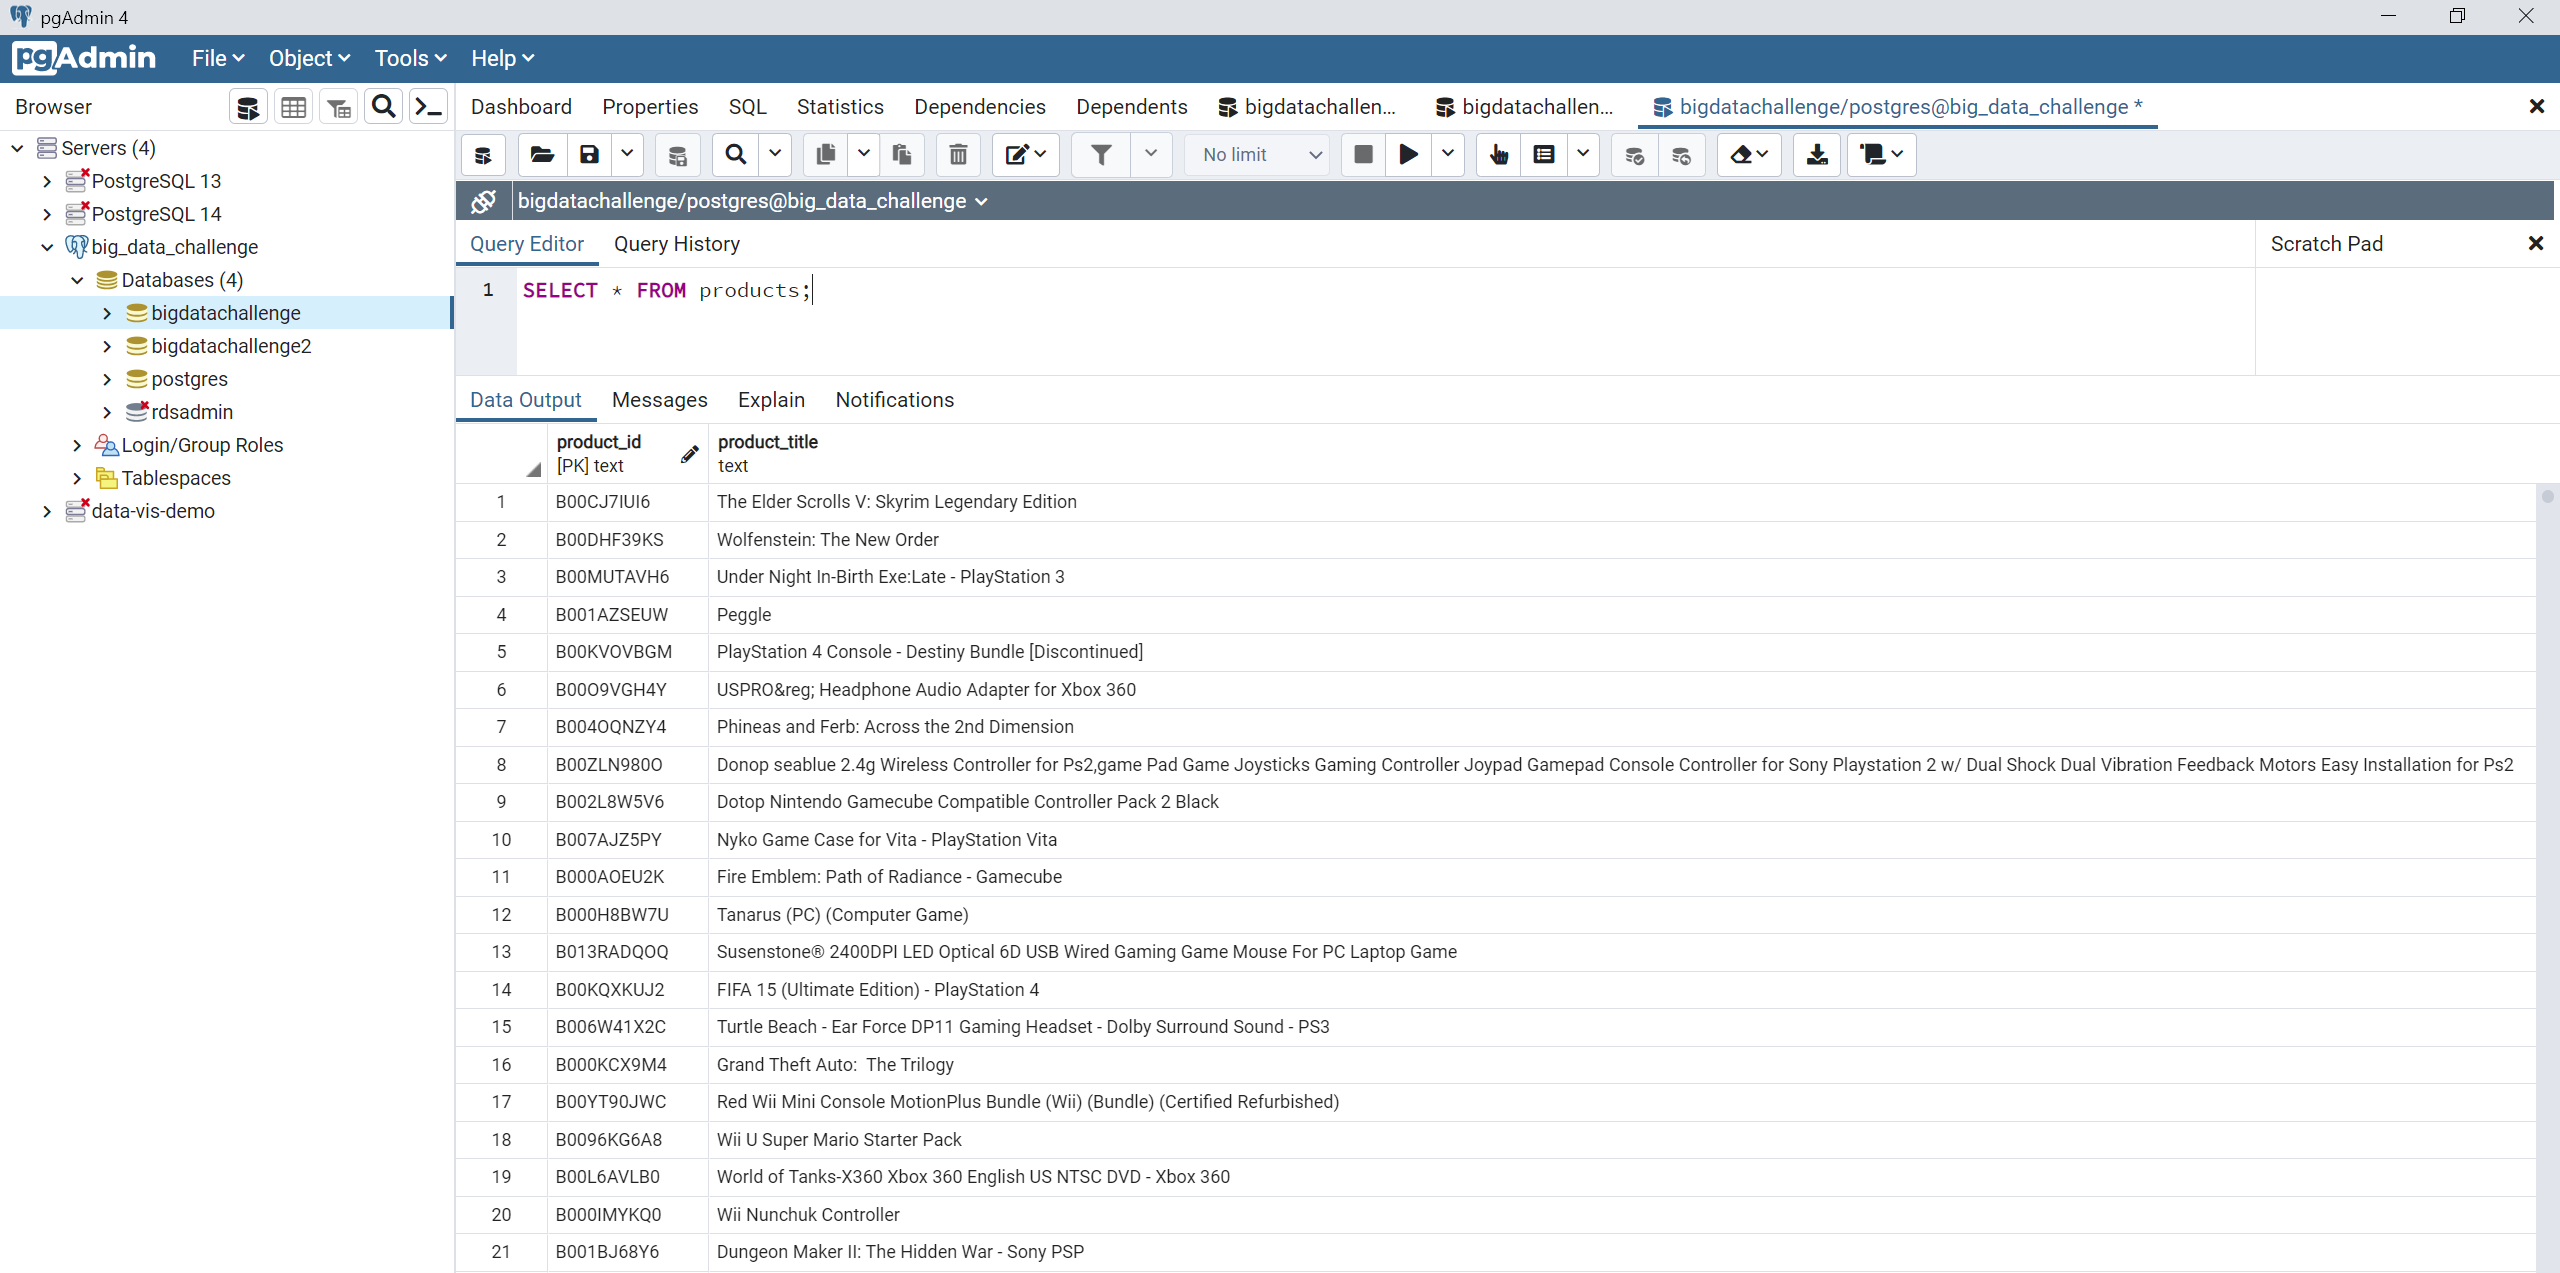 pgAdmin 4
pgAdmin File Object Tools Help
Browser
Dashboard Properties SQL Statistics Dependencies Dependents bigdatachallen... bigdatachallen... bigdatachallenge/postgres@big_data_challenge *
Servers (4)
PostgreSQL 13
PostgreSQL 14
big_data_challenge
Databases (4)
bigdatachallenge
bigdatachallenge2
postgres
rdsadmin
Login/Group Roles
Tablespaces
data-vis-demo
No limit
bigdatachallenge/postgres@big_data_challenge
Query Editor Query History
Scratch Pad
1 SELECT * FROM products;
Data Output Messages Explain Notifications
product_id product_title
[PK] text text
1 B00CJ7IUI6 The Elder Scrolls V: Skyrim Legendary Edition
2 B00DHF39KS Wolfenstein: The New Order
3 B00MUTAVH6 Under Night In-Birth Exe:Late - PlayStation 3
4 B001AZSEUW Peggle
5 B00KVOVBGM PlayStation 4 Console - Destiny Bundle [Discontinued]
6 B00O9VGH4Y USPRO&reg; Headphone Audio Adapter for Xbox 360
7 B004OQNZY4 Phineas and Ferb: Across the 2nd Dimension
8 B00ZLN980O Donop seablue 2.4g Wireless Controller for Ps2,game Pad Game Joysticks Gaming Controller Joypad Gamepad Console Controller for Sony Playstation 2 w/ Dual Shock Dual Vibration Feedback Motors Easy Installation for Ps2
9 B002L8W5V6 Dotop Nintendo Gamecube Compatible Controller Pack 2 Black
10 B007AJZ5PY Nyko Game Case for Vita - PlayStation Vita
11 B000AOEU2K Fire Emblem: Path of Radiance - Gamecube
12 B000H8BW7U Tanarus (PC) (Computer Game)
13 B013RADQOQ Susenstone® 2400DPI LED Optical 6D USB Wired Gaming Game Mouse For PC Laptop Game
14 B00KQXKUJ2 FIFA 15 (Ultimate Edition) - PlayStation 4
15 B006W41X2C Turtle Beach - Ear Force DP11 Gaming Headset - Dolby Surround Sound - PS3
16 B000KCX9M4 Grand Theft Auto:  The Trilogy
17 B00YT90JWC Red Wii Mini Console MotionPlus Bundle (Wii) (Bundle) (Certified Refurbished)
18 B0096KG6A8 Wii U Super Mario Starter Pack
19 B00L6AVLB0 World of Tanks-X360 Xbox 360 English US NTSC DVD - Xbox 360
20 B000IMYKQ0 Wii Nunchuk Controller
21 B001BJ68Y6 Dungeon Maker II: The Hidden War - Sony PSP